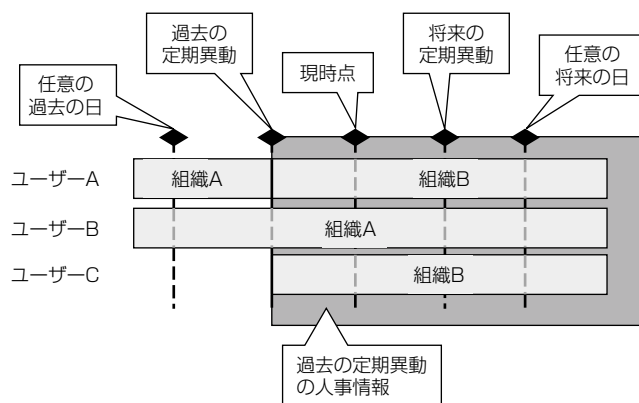 過去の
定期異動
将来の
定期異動
任意の
過去の日
現時点
任意の
将来の日
ユーザーA
組織A
組織B
ユーザーB
組織A
ユーザーC
組織B
過去の定期異動
の人事情報